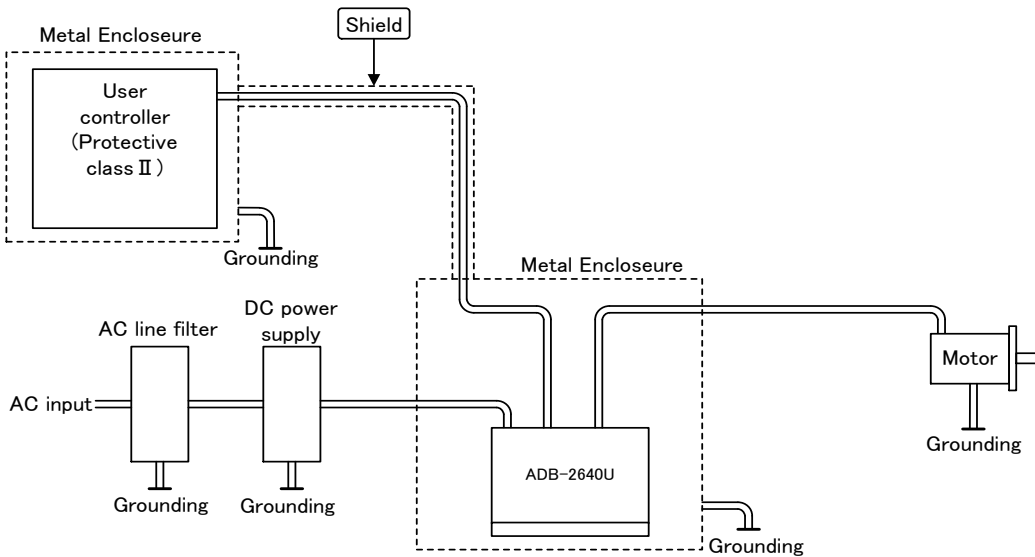 Shield
Metal Encloseure
User
controller
(Protective
class Ⅱ)
Grounding
Metal Encloseure
AC line filter
DC power
supply
AC input
Motor
Grounding
ADB-2640U
Grounding
Grounding
Grounding